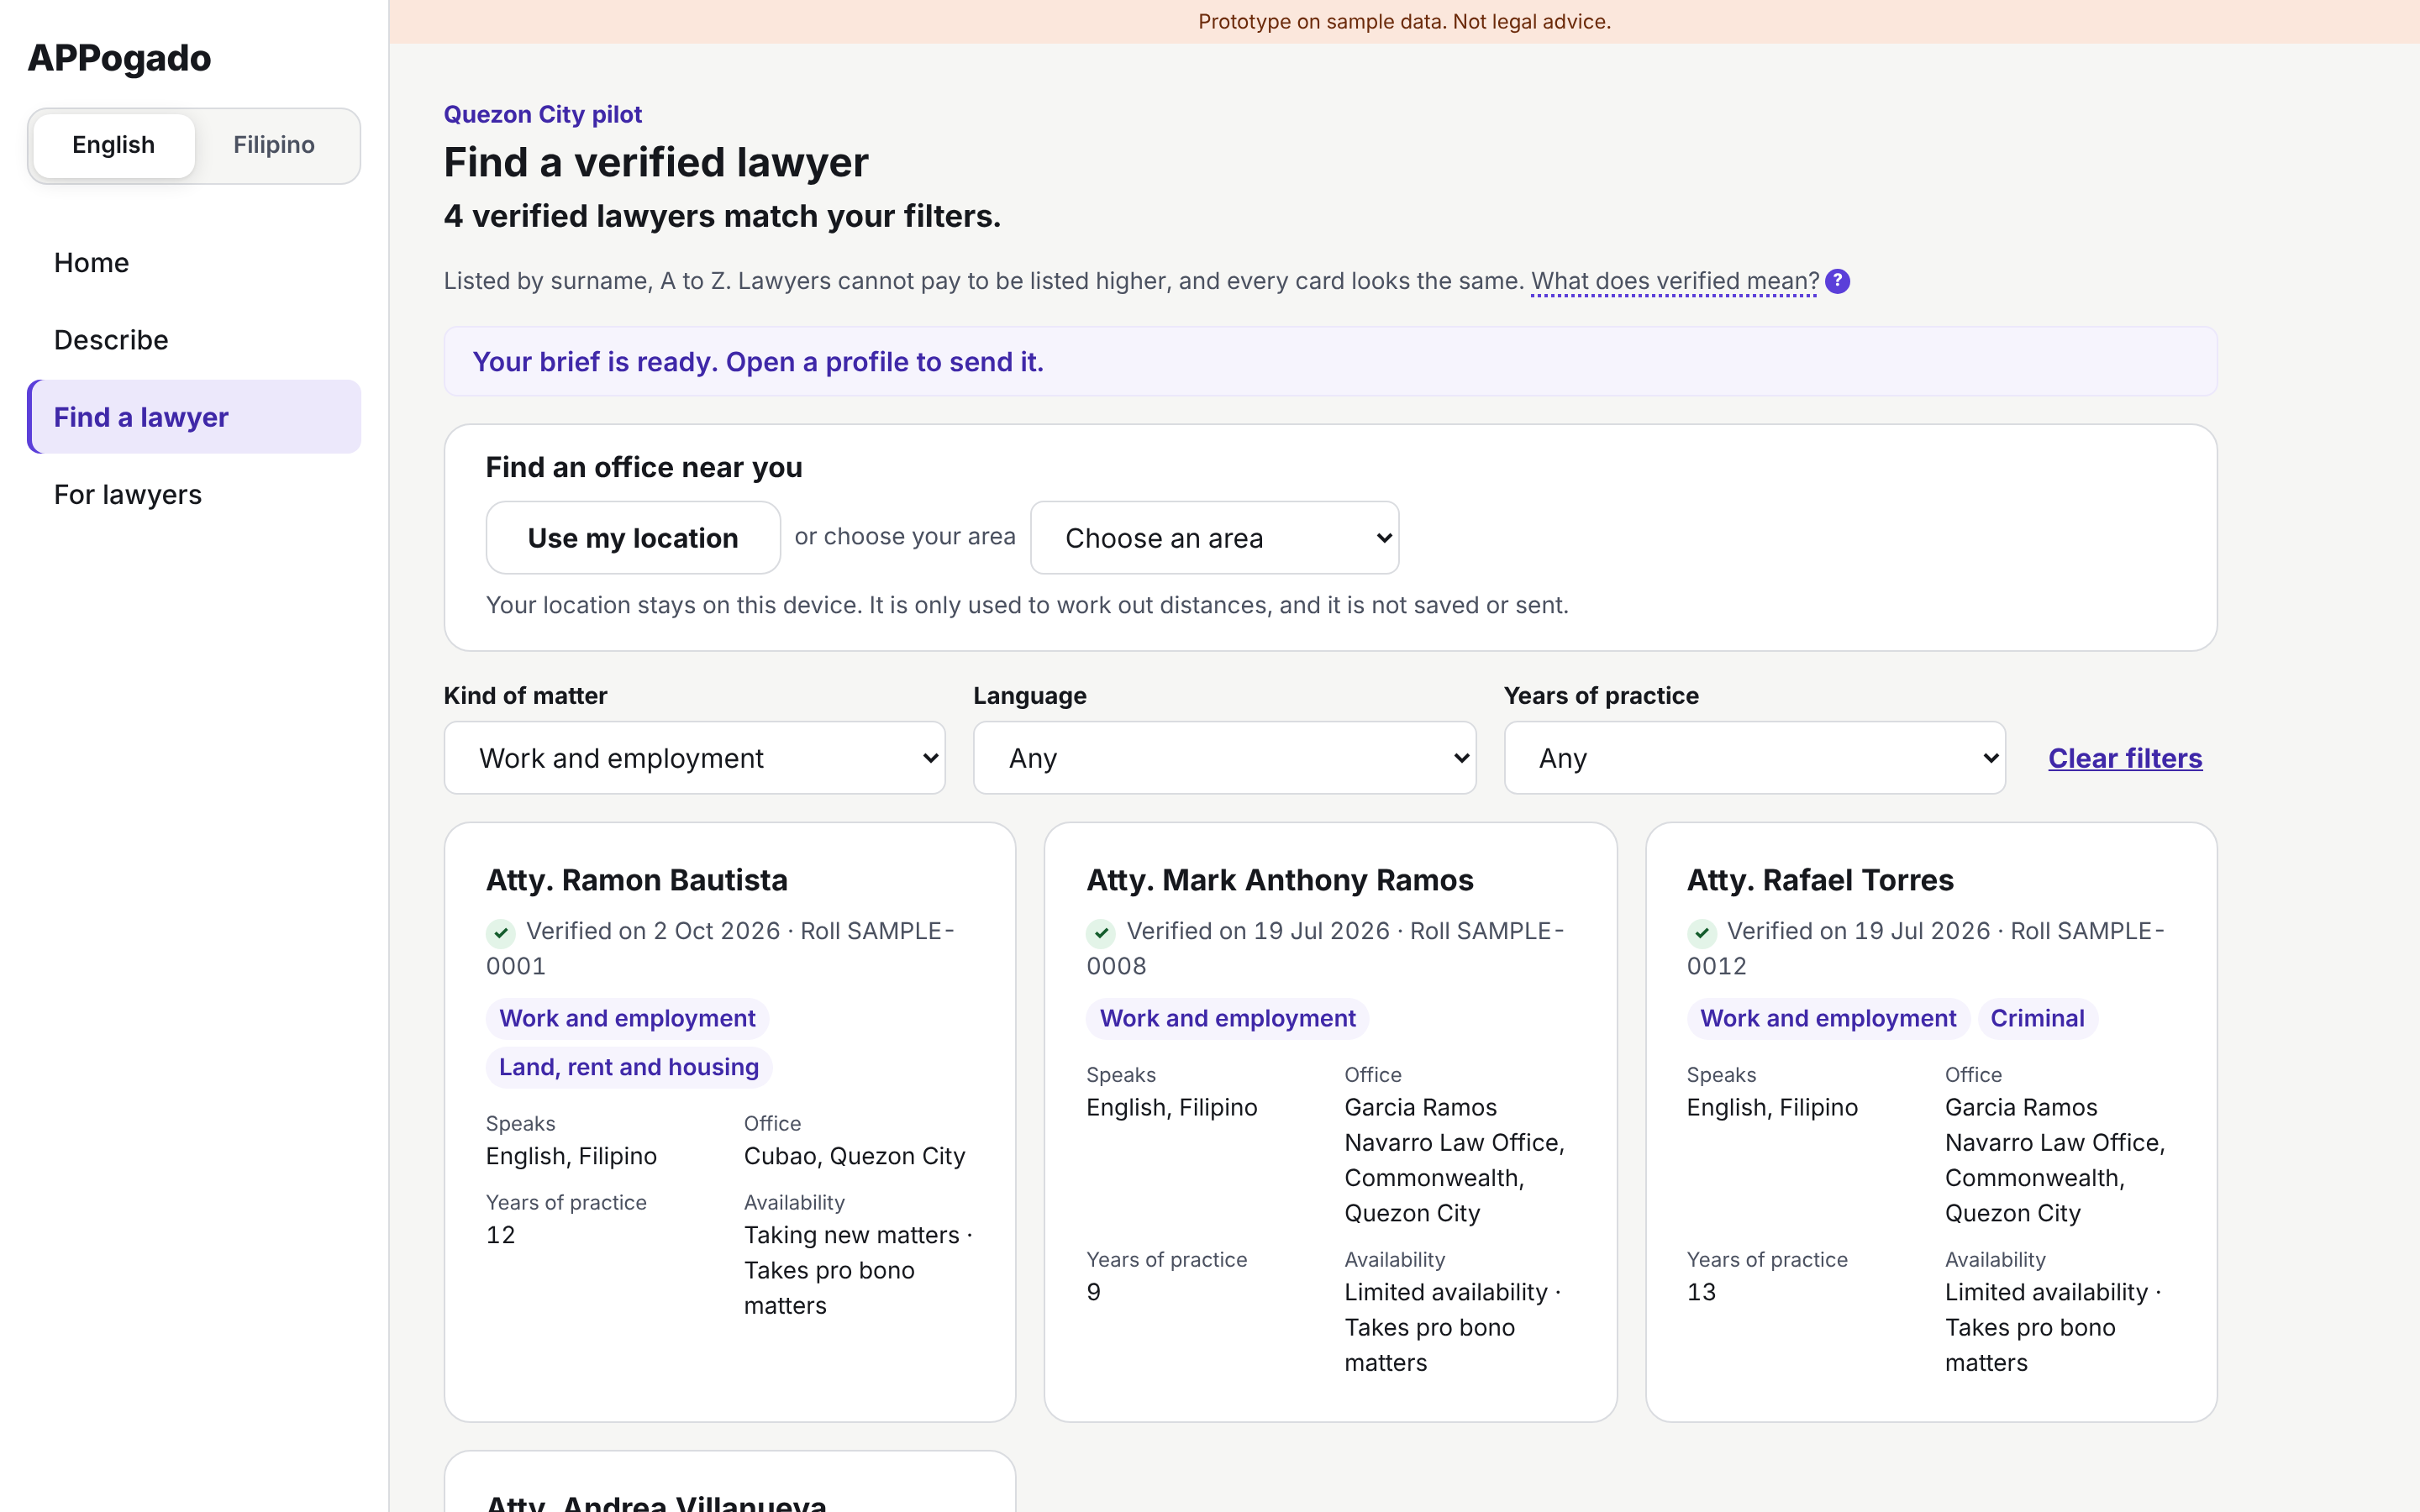 Prototype on sample data. Not legal advice.
APPogado
English
Filipino
Home
Describe
Find a lawyer
For lawyers
Quezon City pilot
Find a verified lawyer
4 verified lawyers match your filters.
Listed by surname, A to Z. Lawyers cannot pay to be listed higher, and every card looks the same. What does verified mean? ?
Your brief is ready. Open a profile to send it.
Find an office near you
Use my location
or choose your area
Choose an area
Your location stays on this device. It is only used to work out distances, and it is not saved or sent.
Kind of matter
Work and employment
Language
Any
Years of practice
Any
Clear filters
Atty. Ramon Bautista
Verified on 2 Oct 2026 · Roll SAMPLE-
0001
Work and employment
Land, rent and housing
Speaks
English, Filipino
Office
Cubao, Quezon City
Years of practice
12
Availability
Taking new matters ·
Takes pro bono
matters
Atty. Mark Anthony Ramos
Verified on 19 Jul 2026 · Roll SAMPLE-
0008
Work and employment
Speaks
English, Filipino
Office
Garcia Ramos
Navarro Law Office,
Commonwealth,
Quezon City
Years of practice
9
Availability
Limited availability ·
Takes pro bono
matters
Atty. Rafael Torres
Verified on 19 Jul 2026 · Roll SAMPLE-
0012
Work and employment
Criminal
Speaks
English, Filipino
Office
Garcia Ramos
Navarro Law Office,
Commonwealth,
Quezon City
Years of practice
13
Availability
Limited availability ·
Takes pro bono
matters
Atty. Andrea Villanueva